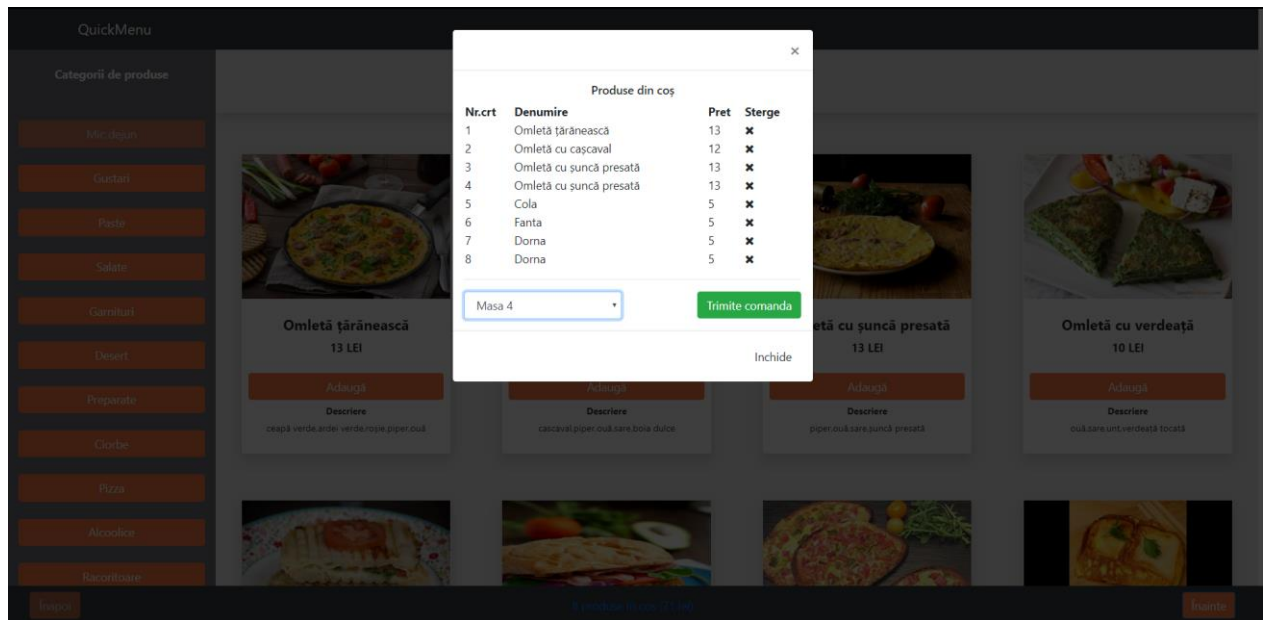 QuickMenu
×
Categorii de produse
Produse din coș
Nr.crt Denumire Pret Sterge
1 Omletă țărănească 13 ✖
2 Omletă cu cașcaval 12 ✖
3 Omletă cu șuncă presată 13 ✖
4 Omletă cu șuncă presată 13 ✖
5 Cola 5 ✖
6 Fanta 5 ✖
7 Dorna 5 ✖
8 Dorna 5 ✖
Masa 4 Trimite comanda
Inchide
Mic dejun
Gustari
Paste
Salate
Garnituri
Desert
Preparate
Ciorbe
Pizza
Alcoolice
Racoritoare
Omletă țărănească
13 LEI
Adaugă
Descriere
ceapă verde,ardei verde,roșie,piper,ouă
Adaugă
Descriere
cascaval,piper,ouă,sare,boia dulce
cu șuncă presată
13 LEI
Adaugă
Descriere
piper,ouă,sare,șuncă presată
Omletă cu verdeață
10 LEI
Adaugă
Descriere
ouă,sare,unt,verdeață tocată
Înapoi
produse în coș
Înainte